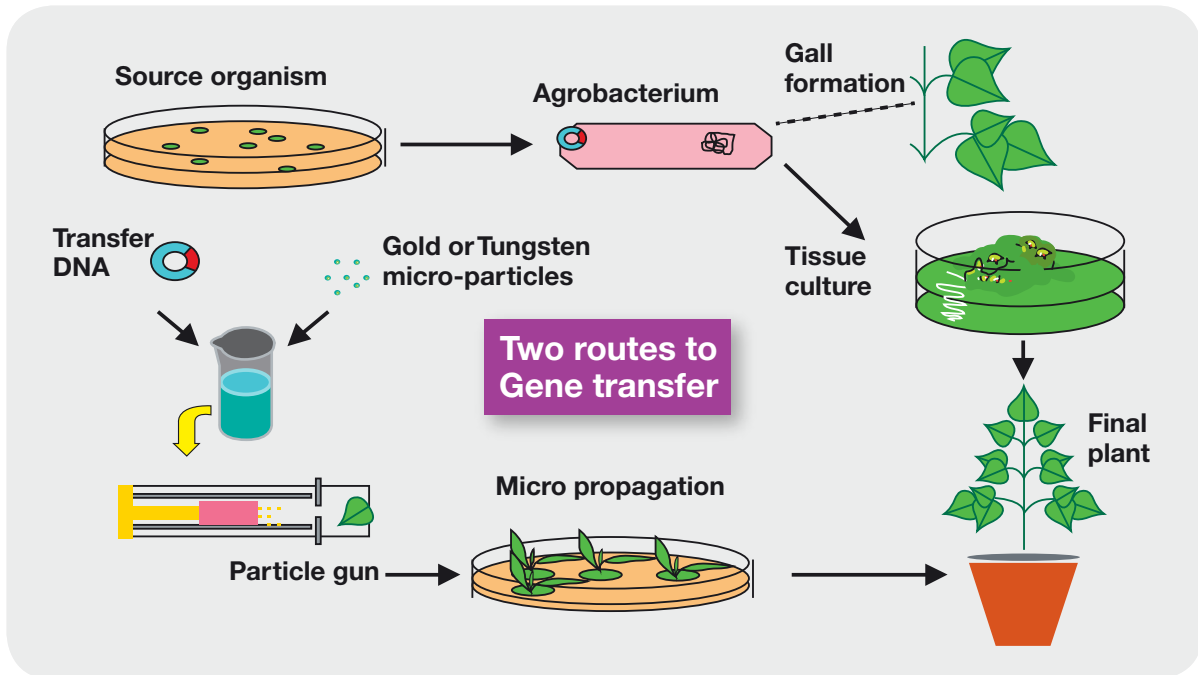 Source organism
Agrobacterium
Gall
formation
Transfer
DNA
Gold or Tungsten
micro-particles
Tissue
culture
Two routes to
Gene transfer
Final
plant
Micro propagation
Particle gun